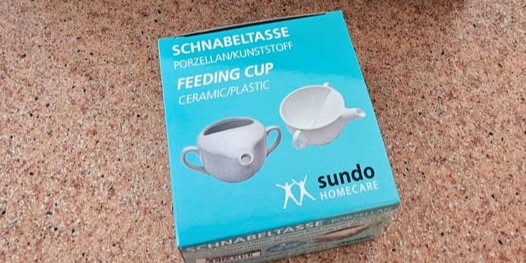 SCHNABELTASSE
PORZELLAN/KUNSTSTOFF
FEEDING CUP
CERAMIC/PLASTIC
sundo
HOMECARE
SCHNABELTASSE